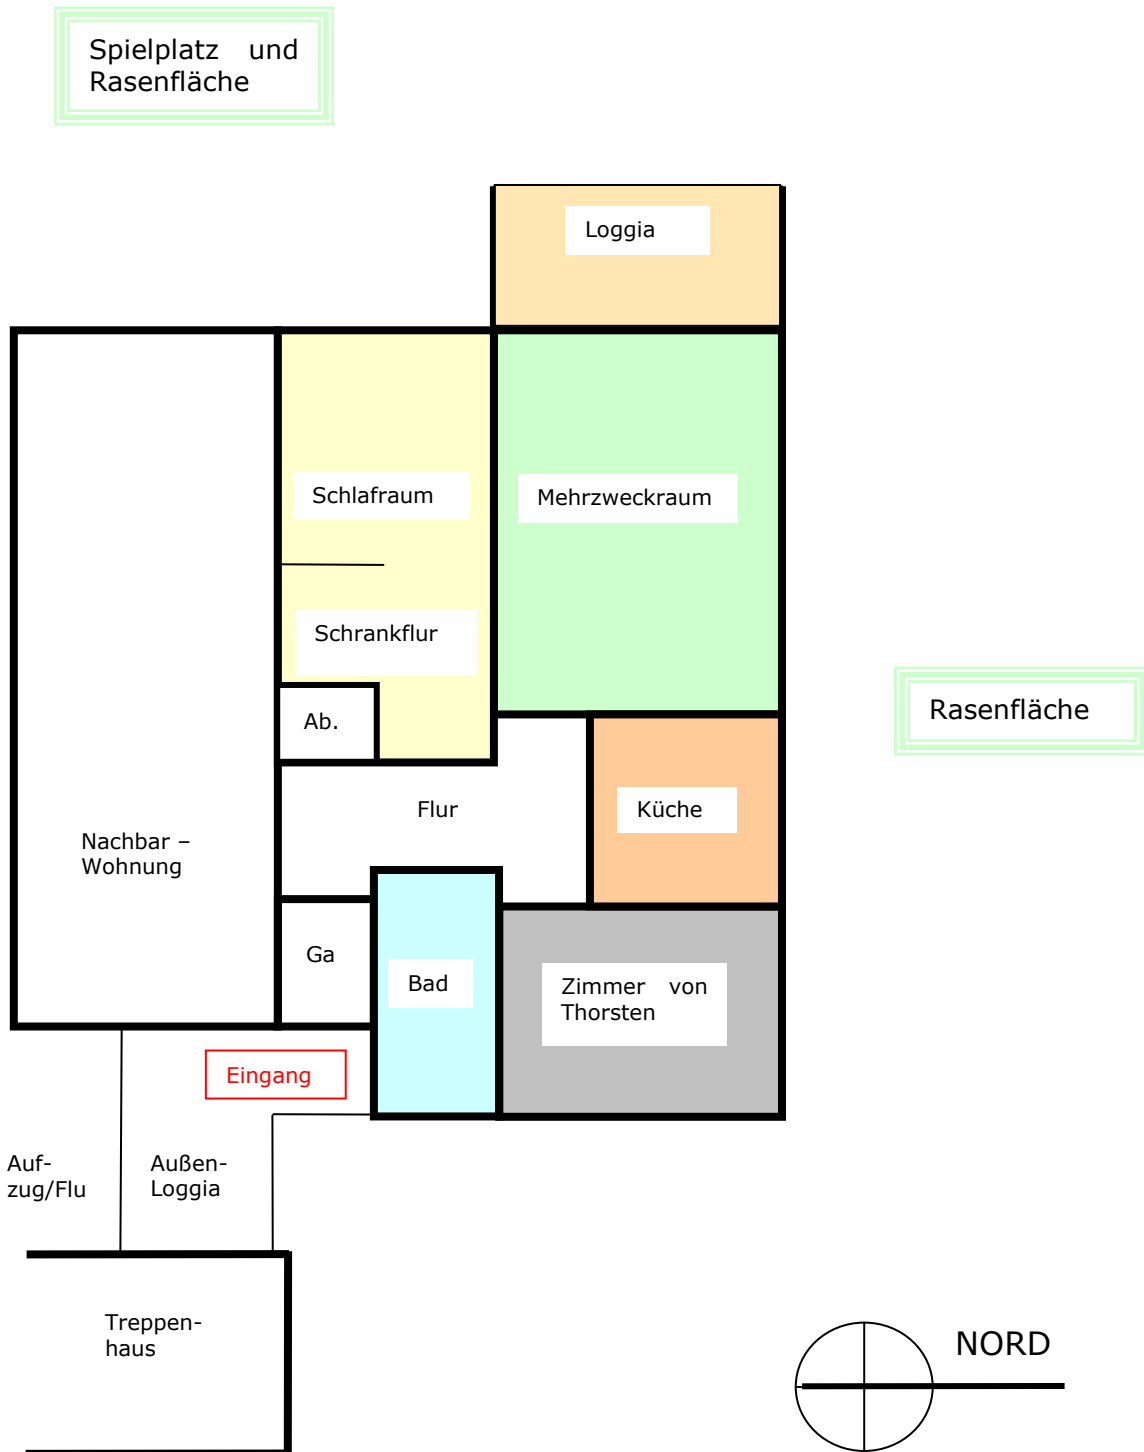 Spielplatz und
Rasenfläche
Loggia
Schlafraum
Mehrzweckraum
Schrankflur
Ab.
Rasenfläche
Flur
Küche
Nachbar –
Wohnung
Ga
Bad
Zimmer von
Thorsten
Eingang
Auf-
zug/Flu
Außen-
Loggia
Treppen-
haus
NORD